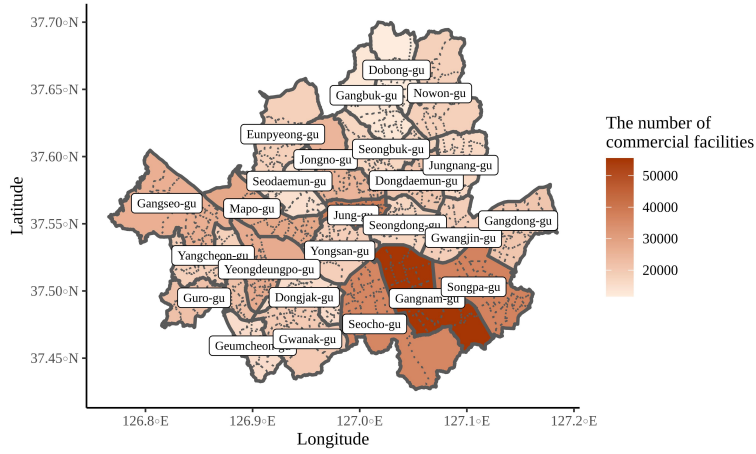 37.70°N
37.65°N
37.60°N
37.55°N
37.50°N
37.45°N
Latitude
Dobong-gu
Gangbuk-gu
Nowon-gu
Eunpyeong-gu
Seongbuk-gu
Jongno-gu
Jungnang-gu
Seodaemun-gu
Dongdaemun-gu
Gangseo-gu
Mapo-gu
Jung-gu
Seongdong-gu
Gangdong-gu
Gwangjin-gu
Yangcheon-gu
Yongsan-gu
Yeongdeungpo-gu
Songpa-gu
Guro-gu
Dongjak-gu
Gangnam-gu
Seocho-gu
Geumcheon-gu
Gwanak-gu
126.8°E
126.9°E
127.0°E
127.1°E
127.2°E
Longitude
The number of
commercial facilities
50000
40000
30000
20000